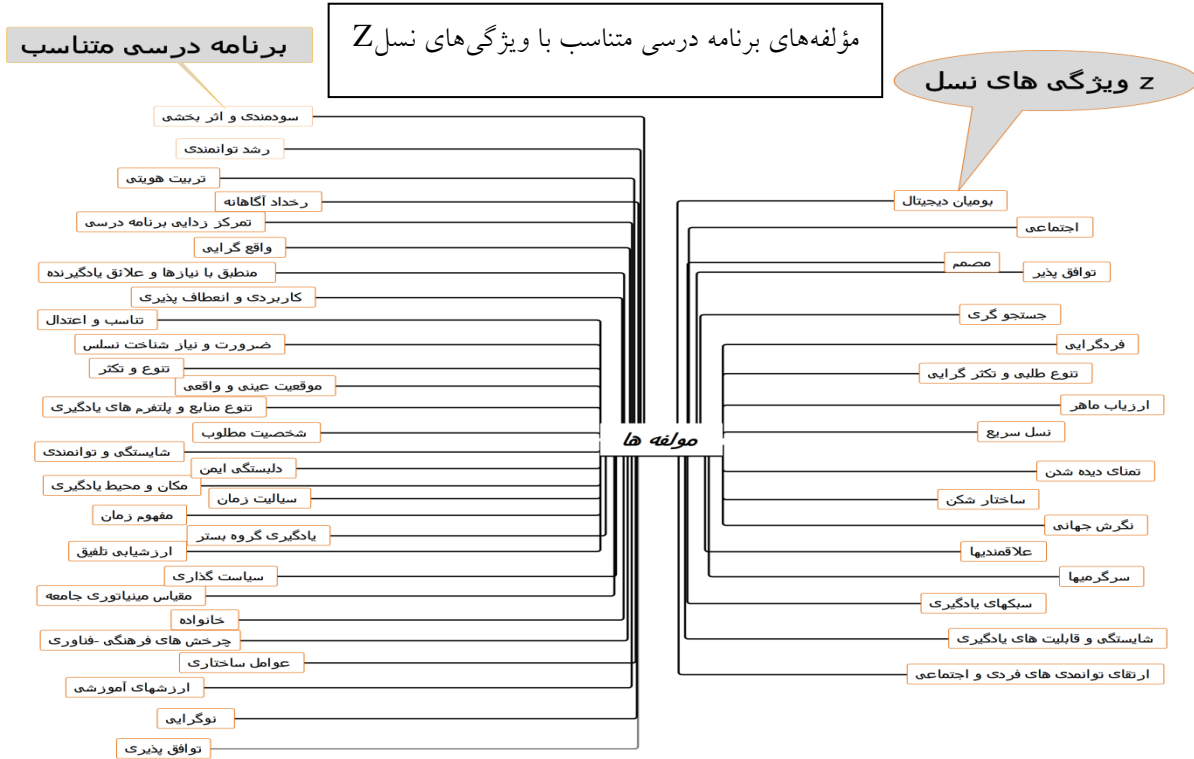 مؤلفه‌های برنامه درسی متناسب با ویژگی‌های نسلZ
z ویژگی های نسل
بومیان دیجیتال
اجتماعی
مصمم
توافق پذیر
جستجو گری
فردگرایی
تنوع طلبی و تکثر گرایی
ارزیاب ماهر
نسل سریع
تمنای دیده شدن
ساختار شکن
نگرش جهانی
علاقمندیها
سرگرمیها
سبکهای یادگیری
شایستگی و قابلیت های یادگیری
ارتقای توانمدی های فردی و اجتماعی
مولفه ها
برنامه درسی متناسب
سودمندی و اثر بخشی
رشد توانمندی
تربیت هویتی
رخداد آگاهانه
تمرکز زدایی برنامه درسی
واقع گرایی
منطبق با نیازها و علائق یادگیرنده
کاربردی و انعطاف پذیری
تناسب و اعتدال
ضرورت و نیاز شناخت نسلس
تنوع و تکثر
موقعیت عینی و واقعی
تنوع منابع و پلتفرم های یادگیری
شخصیت مطلوب
شایستگی و توانمندی
دلبستگی ایمن
مکان و محیط یادگیری
سیالیت زمان
مفهوم زمان
یادگیری گروه بستر
ارزشیابی تلفیق
سیاست گذاری
مقیاس مینیاتوری جامعه
خانواده
چرخش های فرهنگی -فناوری
عوامل ساختاری
ارزشهای آموزشی
نوگرایی
توافق پذیری